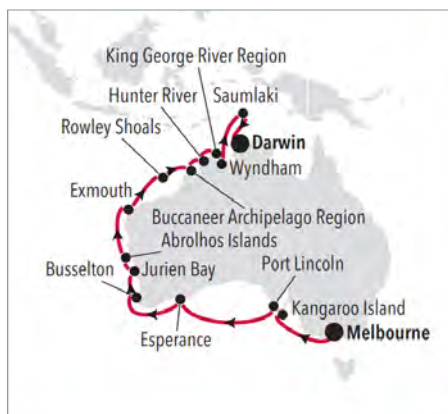 King George River Region
Hunter River
Saumlaki
Rowley Shoals
Darwin
Wyndham
Exmouth
Buccaneer Archipelago Region
Abrolhos Islands
Port Lincoln
Busselton
Jurien Bay
Kangaroo Island
Esperance
Melbourne